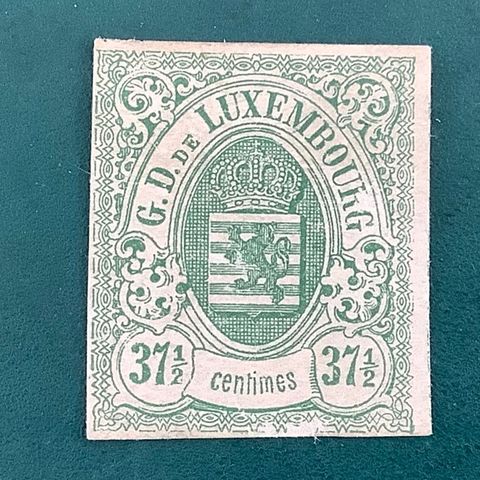 G. D. DE LUXEMBOURG
37½ centimes 37½